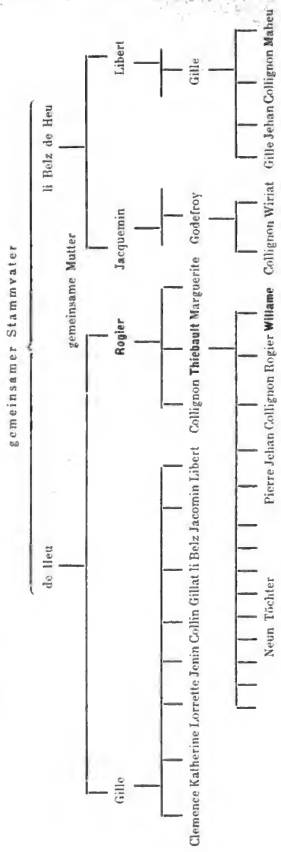 gemeinsamer Stammvater
de Heu li Belz de Heu
gemeinsame Mutter
Gille Rogier Jacquemin Libert
Clemence Katherine Lorrette Jenin Collin Gillat li Belz Jacomin Libert Collignon Thiebault Marguerite Godefroy Gille
Neun Töchter Pierre Jehan Collignon Rogier Willame Collignon Wiriat Gille Jehan Collignon Maheu